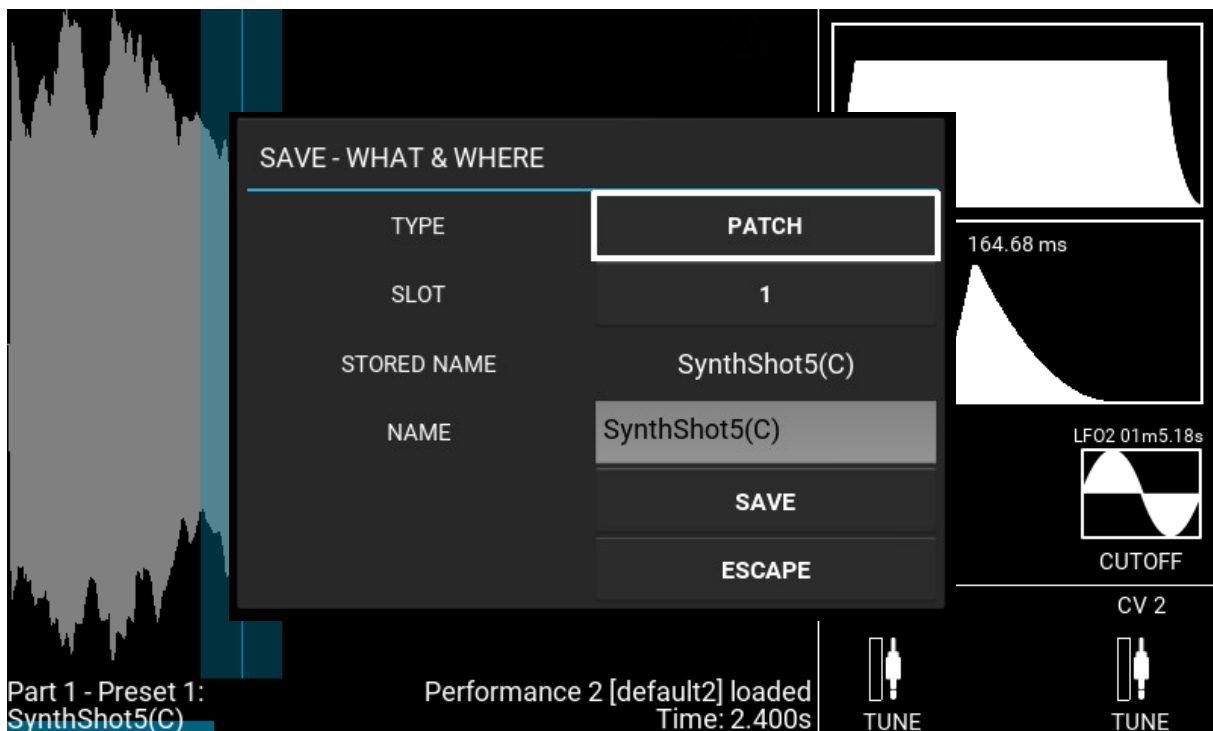 SAVE - WHAT & WHERE
TYPE PATCH
SLOT 1
STORED NAME SynthShot5(C)
NAME SynthShot5(C)
SAVE
ESCAPE
164.68 ms
LFO2 01m5.18s
CUTOFF
CV 2
TUNE TUNE
Part 1 - Preset 1:
SynthShot5(C)
Performance 2 [default2] loaded
Time: 2.400s